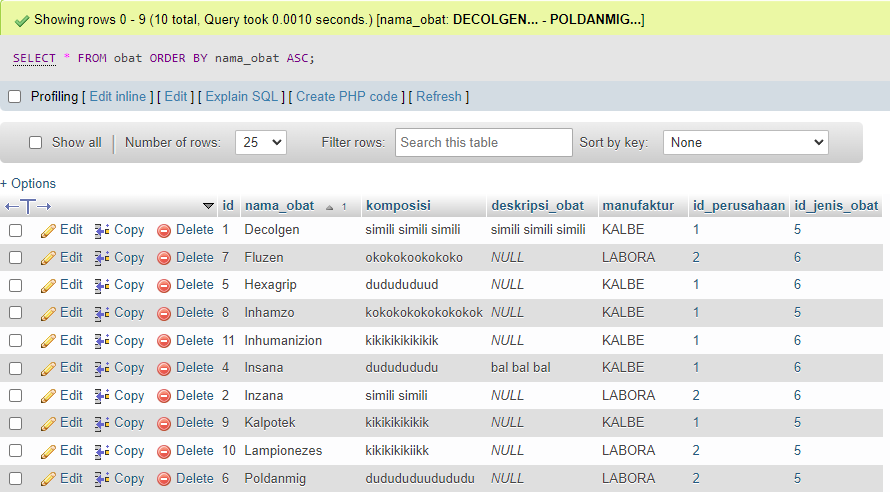 Showing rows 0 - 9 (10 total, Query took 0.0010 seconds.) [nama_obat: DECOLGEN... - POLDANMIG...]
SELECT * FROM obat ORDER BY nama_obat ASC;
Profiling [ Edit inline ] [ Edit ] [ Explain SQL ] [ Create PHP code ] [ Refresh ]
Show all Number of rows: 25 Filter rows: Search this table Sort by key: None
+ Options
←T→ id nama_obat 1 komposisi deskripsi_obat manufaktur id_perusahaan id_jenis_obat
Edit Copy Delete 1 Decolgen simili simili simili simili simili simili KALBE 1 5
Edit Copy Delete 7 Fluzen okokokookokoko NULL LABORA 2 6
Edit Copy Delete 5 Hexagrip dudududuud NULL KALBE 1 6
Edit Copy Delete 8 Inhamzo kokokokokokokokok NULL KALBE 1 5
Edit Copy Delete 11 Inhumanizion kikikikikikikik NULL KALBE 1 6
Edit Copy Delete 4 Insana dudududududu bal bal bal KALBE 1 6
Edit Copy Delete 2 Inzana simili simili NULL LABORA 2 6
Edit Copy Delete 9 Kalpotek kikikikikikik NULL KALBE 1 5
Edit Copy Delete 10 Lampionezes kikikikikiikk NULL LABORA 2 5
Edit Copy Delete 6 Poldanmig dudududuudududu NULL LABORA 2 5